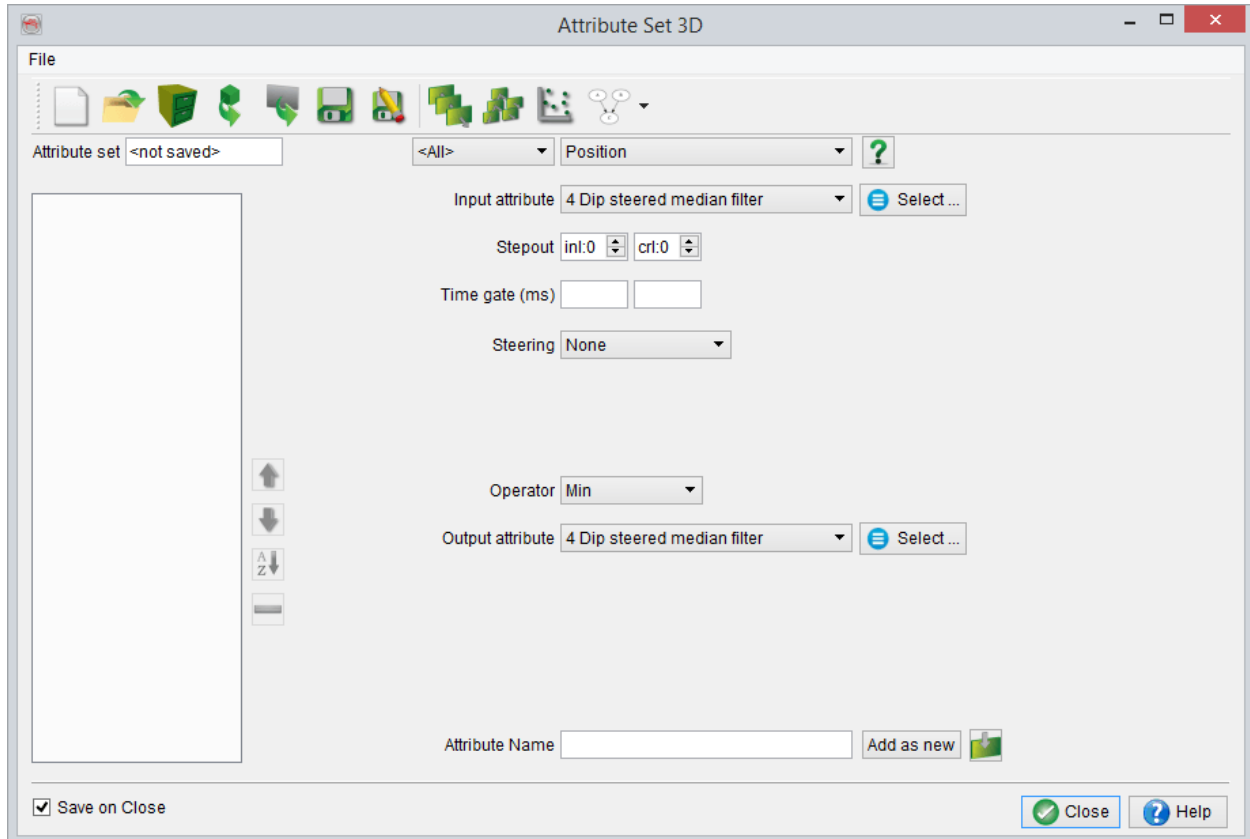 Attribute Set 3D
File
Attribute set <not saved> <All> Position ?
Input attribute 4 Dip steered median filter Select ...
Stepout inl:0 crl:0
Time gate (ms)
Steering None
Operator Min
Output attribute 4 Dip steered median filter Select ...
A
Z
Attribute Name Add as new
Save on Close Close ? Help